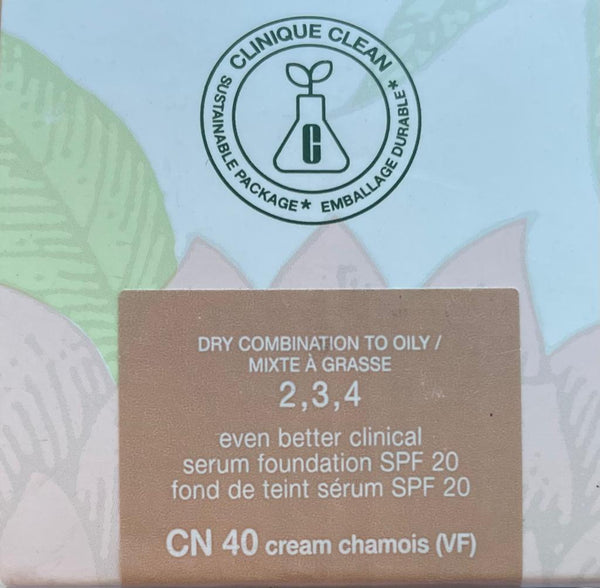 CLINIQUE CLEAN
SUSTAINABLE PACKAGE* EMBALLAGE DURABLE*
C
DRY COMBINATION TO OILY /
MIXTE À GRASSE
2,3,4
even better clinical
serum foundation SPF 20
fond de teint sérum SPF 20
CN 40 cream chamois (VF)